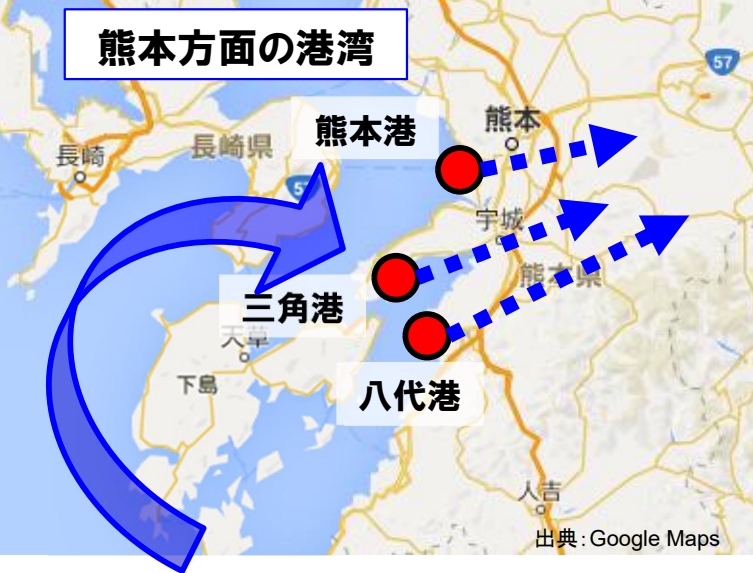 熊本方面の港湾
57
熊本港
熊本
長崎県
長崎
57
宇城
熊本県
三角港
天草
下島
八代港
人吉
出典:Google Maps